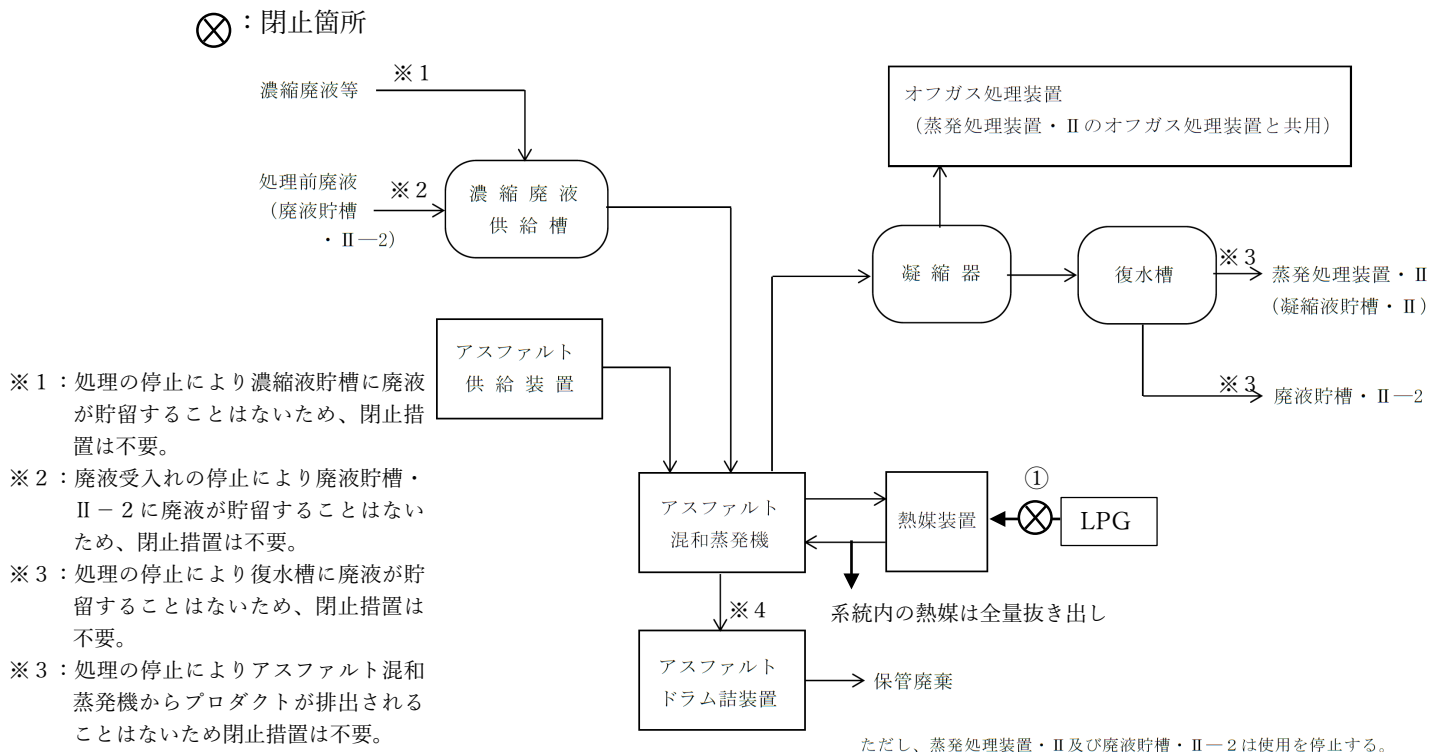 ：閉止箇所
濃縮廃液等
※１
処理前廃液
（廃液貯槽
・Ⅱ―2）
※２
濃縮廃液
供給槽
オフガス処理装置
（蒸発処理装置・Ⅱのオフガス処理装置と共用）
凝縮器
復水槽
※３
蒸発処理装置・Ⅱ
（凝縮液貯槽・Ⅱ）
※３
廃液貯槽・Ⅱ―2
アスファルト
供給装置
アスファルト
混和蒸発機
熱媒装置
①
LPG
系統内の熱媒は全量抜き出し
※４
アスファルト
ドラム詰装置
保管廃棄
※１：処理の停止により濃縮液貯槽に廃液
が貯留することはないため、閉止措
置は不要。
※２：廃液受入れの停止により廃液貯槽・
Ⅱ－２に廃液が貯留することはない
ため、閉止措置は不要。
※３：処理の停止により復水槽に廃液が貯
留することはないため、閉止措置は
不要。
※３：処理の停止によりアスファルト混和
蒸発機からプロダクトが排出される
ことはないため閉止措置は不要。
ただし、蒸発処理装置・Ⅱ及び廃液貯槽・Ⅱ―２は使用を停止する。